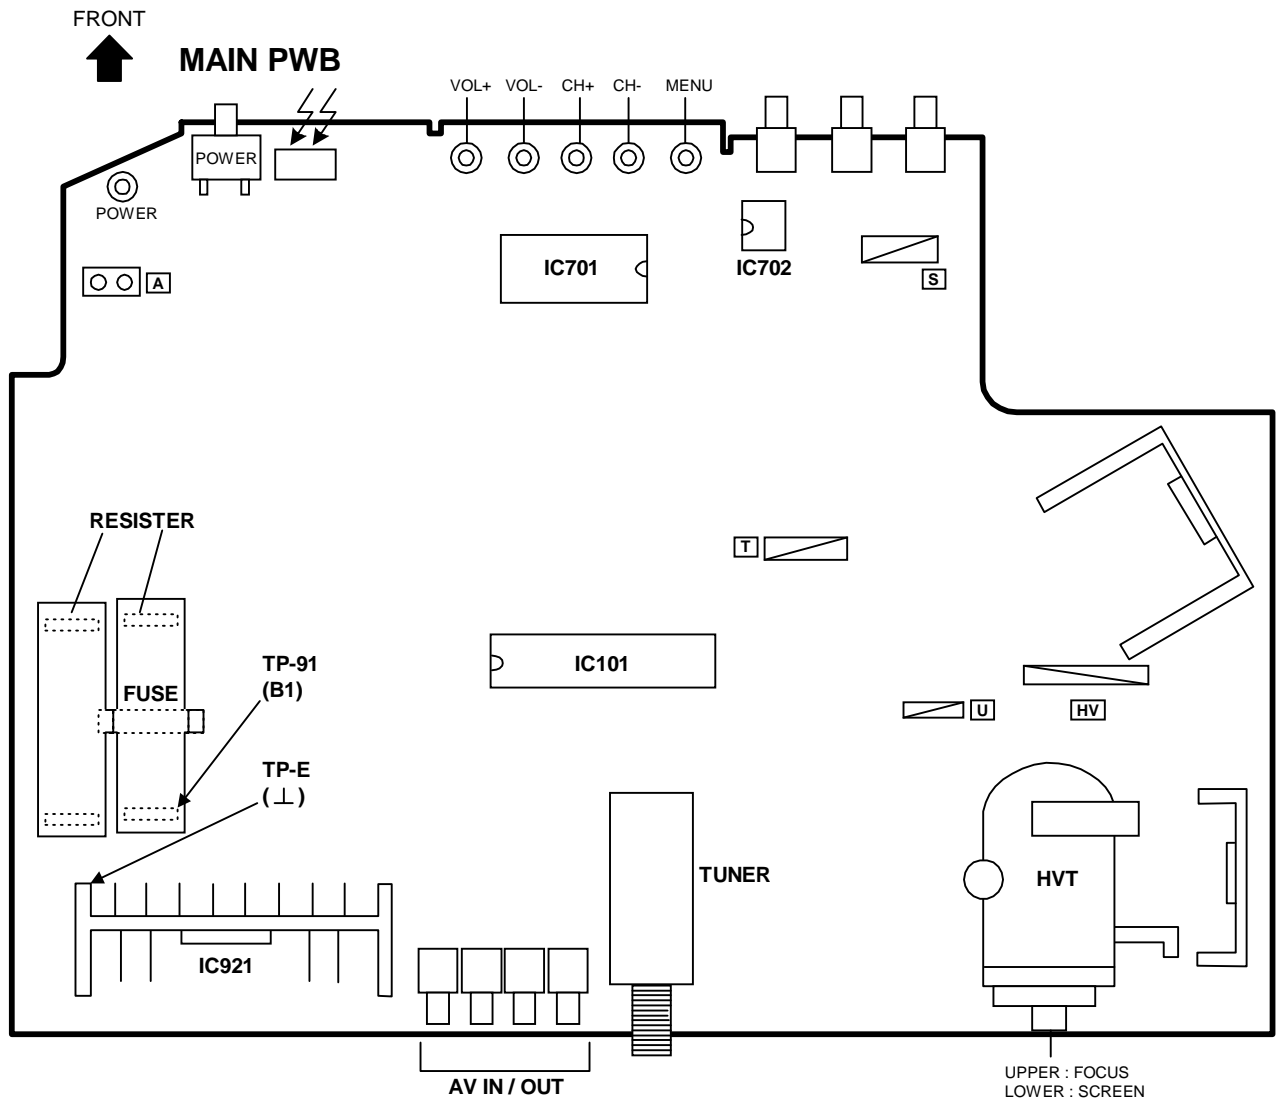 FRONT
MAIN PWB
VOL+ VOL- CH+ CH- MENU
POWER
POWER
A
IC701
IC702
S
RESISTER
T
TP-91
(B1)
IC101
FUSE
U
HV
TP-E
(⊥)
TUNER
HVT
IC921
AV IN / OUT
UPPER : FOCUS
LOWER : SCREEN